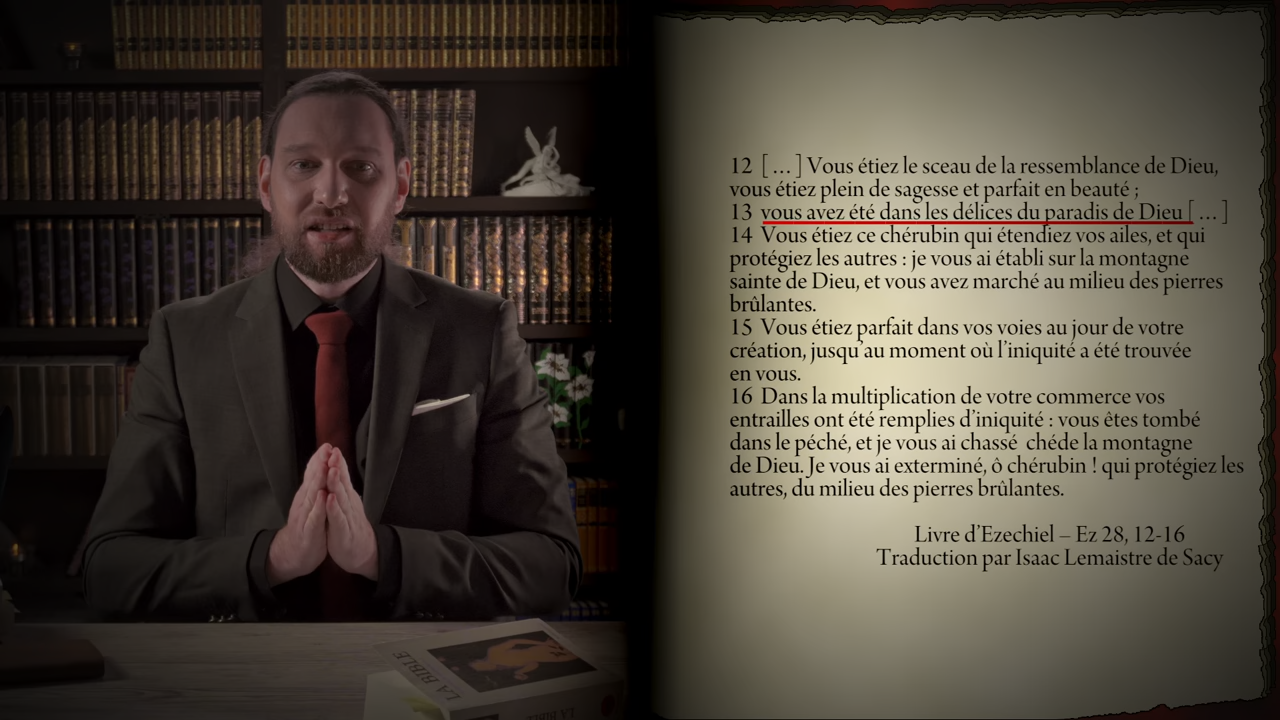 12 [ ... ] Vous étiez le sceau de la ressemblance de Dieu,
vous étiez plein de sagesse et parfait en beauté ;
13 vous avez été dans les délices du paradis de Dieu [ ... ]
14 Vous étiez ce chérubin qui étendiez vos ailes, et qui
protégiez les autres : je vous ai établi sur la montagne
sainte de Dieu, et vous avez marché au milieu des pierres
brûlantes.
15 Vous étiez parfait dans vos voies au jour de votre
création, jusqu'au moment où l'iniquité a été trouvée
en vous.
16 Dans la multiplication de votre commerce vos
entrailles ont été remplies d'iniquité : vous êtes tombé
dans le péché, et je vous ai chassé chéde la montagne
de Dieu. Je vous ai exterminé, ô chérubin ! qui protégiez les
autres, du milieu des pierres brûlantes.
Livre d'Ezechiel – Ez 28, 12-16
Traduction par Isaac Lemaistre de Sacy
LA BIBLE
LA BIBLE